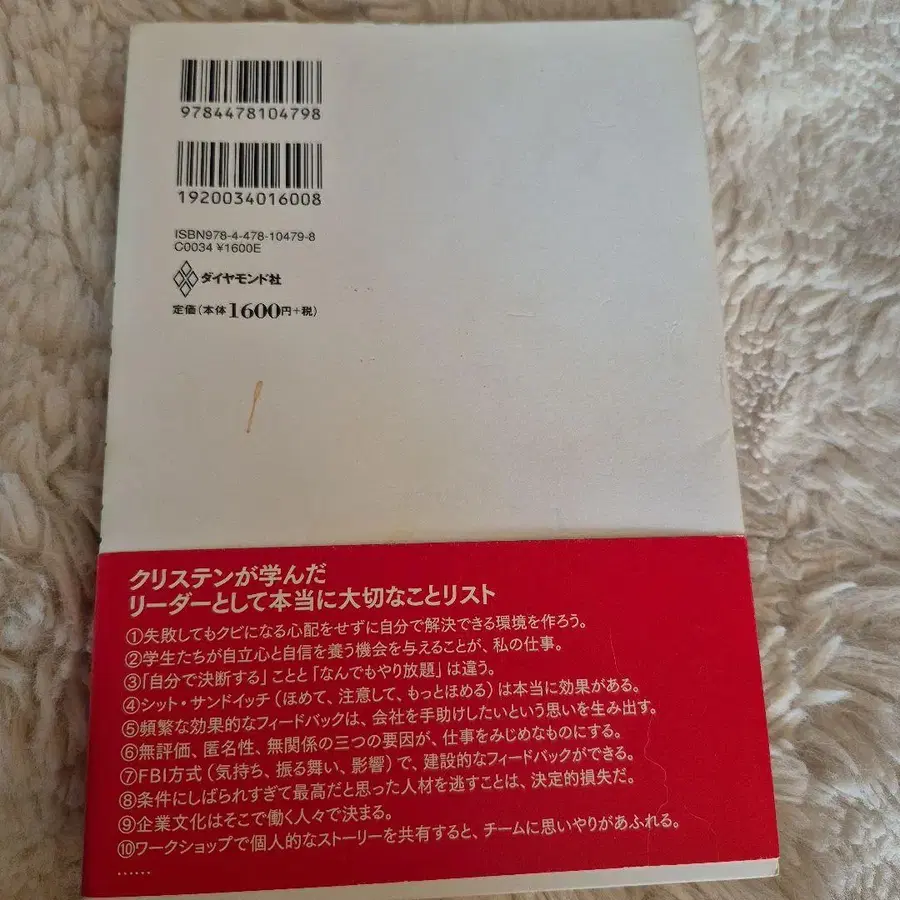 9784478104798
1920034016008
ISBN978-4-478-10479-8
C0034 ¥1600E
ダイヤモンド社
定価(本体1600円+税)
クリステンが学んだ
リーダーとして本当に大切なことリスト
①失敗してもクビになる心配をせずに自分で解決できる環境を作ろう。
②学生たちが自立心と自信を養う機会を与えることが、私の仕事。
③「自分で決断する」ことと「なんでもやり放題」は違う。
④シット・サンドイッチ(ほめて、注意して、もっとほめる)は本当に効果がある。
⑤頻繁な効果的なフィードバックは、会社を手助けしたいという思いを生み出す。
⑥無評価、匿名性、無関係の三つの要因が、仕事をみじめなものにする。
⑦FBI方式(気持ち、振る舞い、影響)で、建設的なフィードバックができる。
⑧条件にしばられすぎて最高だと思った人材を逃すことは、決定的損失だ。
⑨企業文化はそこで働く人々で決まる。
⑩ワークショップで個人的なストーリーを共有すると、チームに思いやりがあふれる。
……